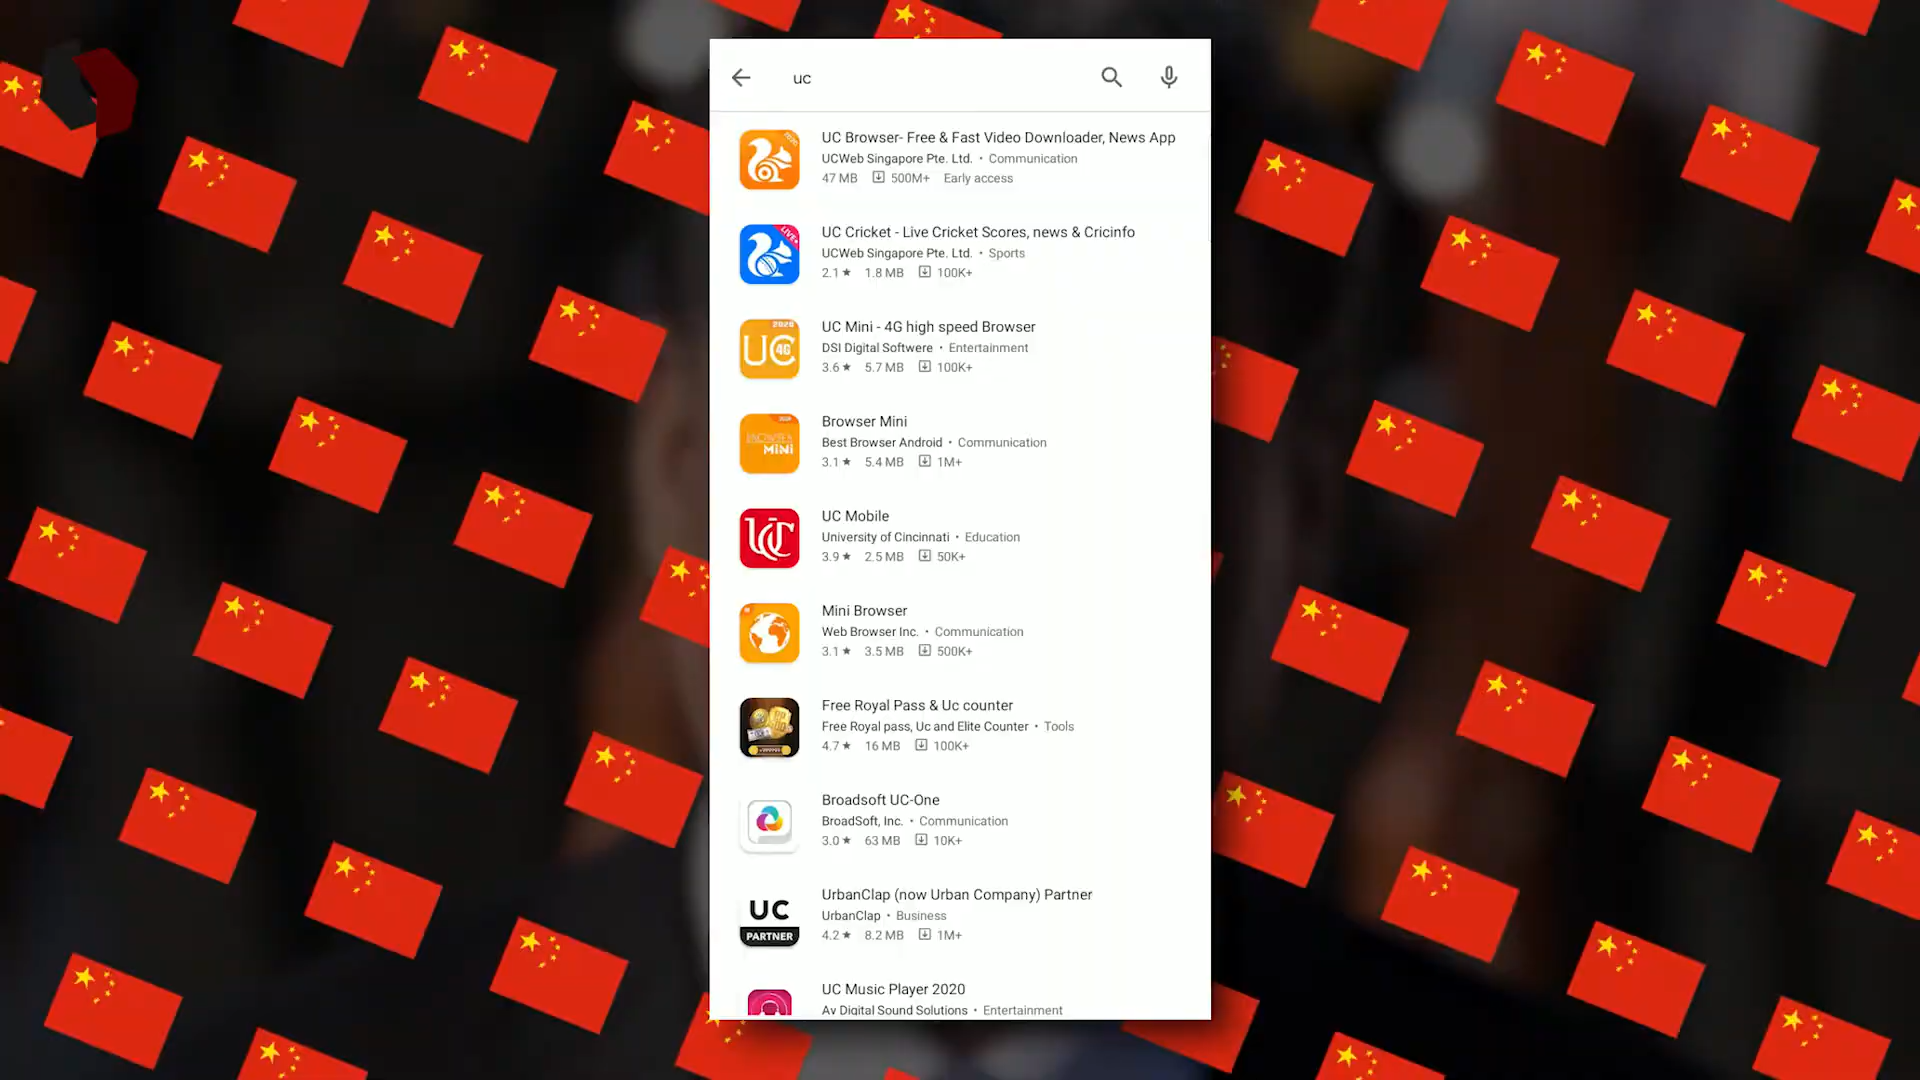 uc
UC Browser- Free & Fast Video Downloader, News App
UCWeb Singapore Pte. Ltd. • Communication
47 MB 500M+ Early access
UC Cricket - Live Cricket Scores, news & Cricinfo
LIVE
UCWeb Singapore Pte. Ltd. • Sports
2.1★ 1.8 MB 100K+
2020
UC 4G
UC Mini - 4G high speed Browser
DSI Digital Softwere • Entertainment
3.6★ 5.7 MB 100K+
Browser Mini
MINI
Best Browser Android • Communication
3.1★ 5.4 MB 1M+
UC
UC Mobile
University of Cincinnati • Education
3.9★ 2.5 MB 50K+
Mini Browser
Web Browser Inc. • Communication
3.1★ 3.5 MB 500K+
Free Royal Pass & Uc counter
Free Royal pass, Uc and Elite Counter • Tools
4.7★ 16 MB 100K+
Broadsoft UC-One
BroadSoft, Inc. • Communication
3.0★ 63 MB 10K+
UC
PARTNER
UrbanClap (now Urban Company) Partner
UrbanClap • Business
4.2★ 8.2 MB 1M+
UC Music Player 2020
Av Digital Sound Solutions • Entertainment